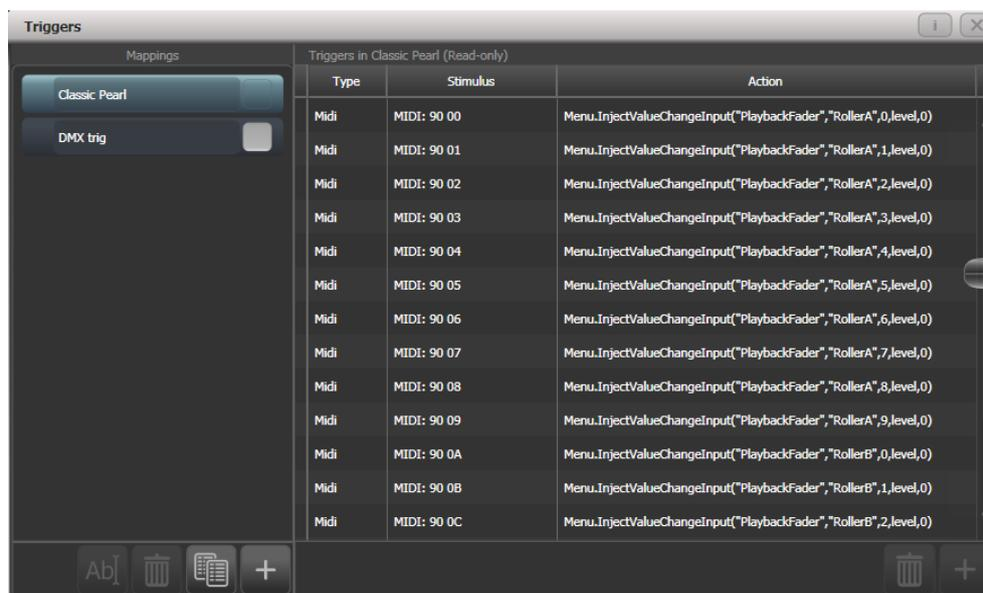 Triggers
i
Mappings
Triggers in Classic Pearl (Read-only)
Classic Pearl
DMX trig
Type Stimulus Action
Midi MIDI: 90 00 Menu.InjectValueChangeInput("PlaybackFader","RollerA",0,level,0)
Midi MIDI: 90 01 Menu.InjectValueChangeInput("PlaybackFader","RollerA",1,level,0)
Midi MIDI: 90 02 Menu.InjectValueChangeInput("PlaybackFader","RollerA",2,level,0)
Midi MIDI: 90 03 Menu.InjectValueChangeInput("PlaybackFader","RollerA",3,level,0)
Midi MIDI: 90 04 Menu.InjectValueChangeInput("PlaybackFader","RollerA",4,level,0)
Midi MIDI: 90 05 Menu.InjectValueChangeInput("PlaybackFader","RollerA",5,level,0)
Midi MIDI: 90 06 Menu.InjectValueChangeInput("PlaybackFader","RollerA",6,level,0)
Midi MIDI: 90 07 Menu.InjectValueChangeInput("PlaybackFader","RollerA",7,level,0)
Midi MIDI: 90 08 Menu.InjectValueChangeInput("PlaybackFader","RollerA",8,level,0)
Midi MIDI: 90 09 Menu.InjectValueChangeInput("PlaybackFader","RollerA",9,level,0)
Midi MIDI: 90 0A Menu.InjectValueChangeInput("PlaybackFader","RollerB",0,level,0)
Midi MIDI: 90 0B Menu.InjectValueChangeInput("PlaybackFader","RollerB",1,level,0)
Midi MIDI: 90 0C Menu.InjectValueChangeInput("PlaybackFader","RollerB",2,level,0)
Ab